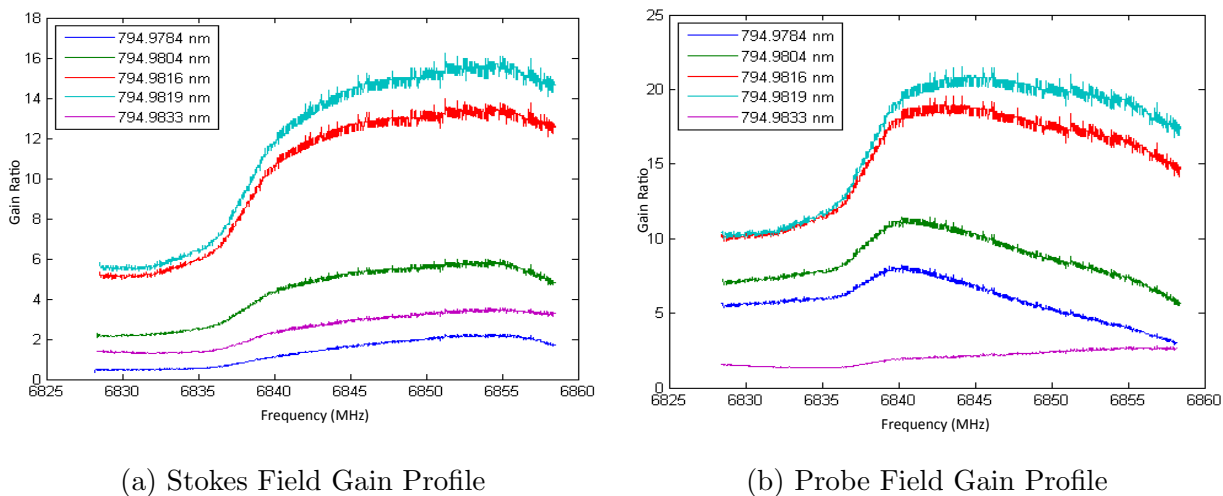 18
16
14
12
10
8
6
4
2
0
Gain Ratio
794.9784 nm
794.9804 nm
794.9816 nm
794.9819 nm
794.9833 nm
6825
6830
6835
6840
6845
6850
6855
6860
Frequency (MHz)
(a) Stokes Field Gain Profile
25
20
15
10
5
0
Gain Ratio
794.9784 nm
794.9804 nm
794.9816 nm
794.9819 nm
794.9833 nm
6825
6830
6835
6840
6845
6850
6855
6860
Frequency (MHz)
(b) Probe Field Gain Profile